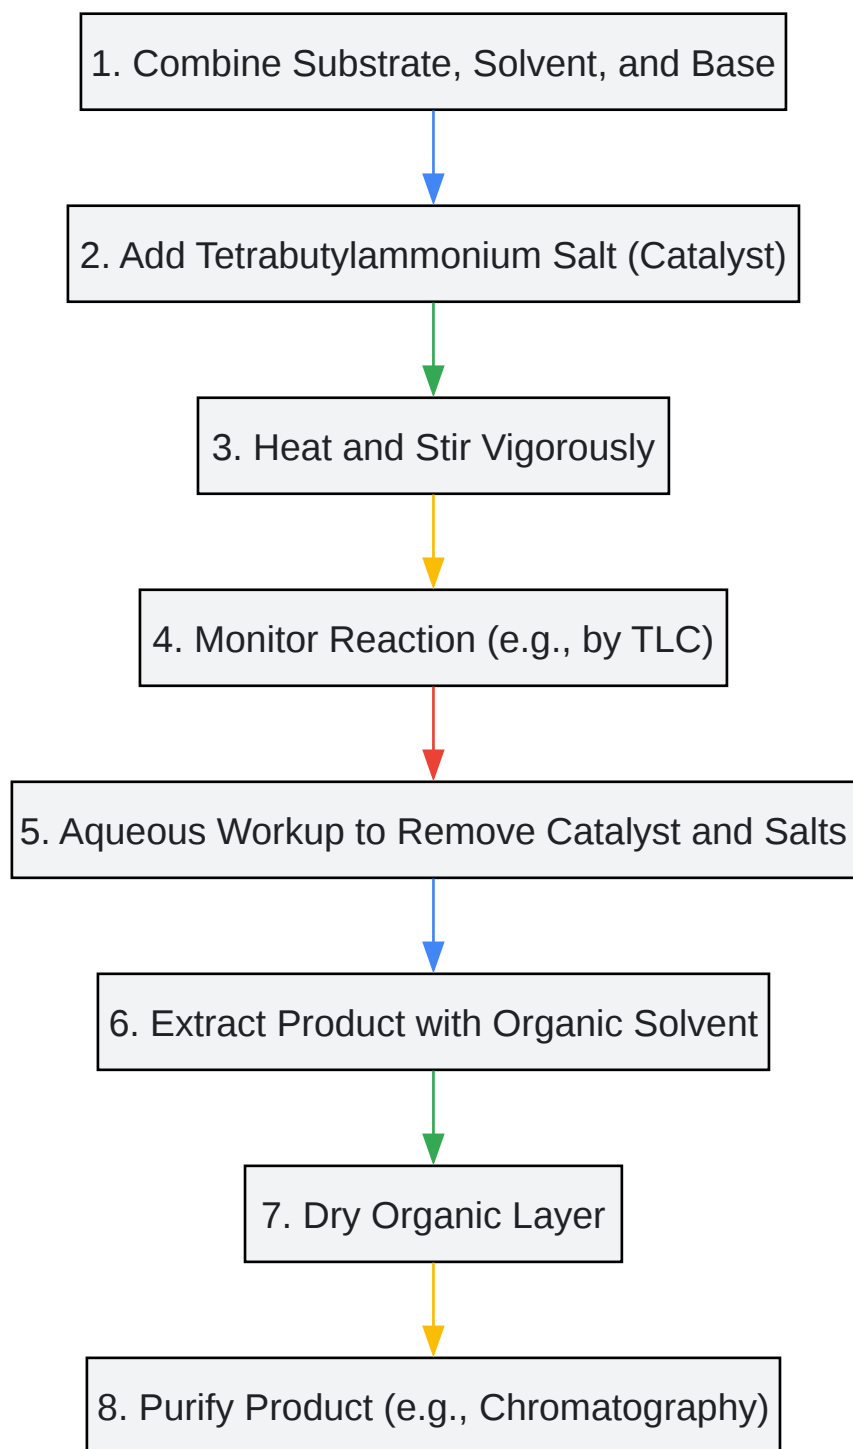 1. Combine Substrate, Solvent, and Base
2. Add Tetrabutylammonium Salt (Catalyst)
3. Heat and Stir Vigorously
4. Monitor Reaction (e.g., by TLC)
5. Aqueous Workup to Remove Catalyst and Salts
6. Extract Product with Organic Solvent
7. Dry Organic Layer
8. Purify Product (e.g., Chromatography)